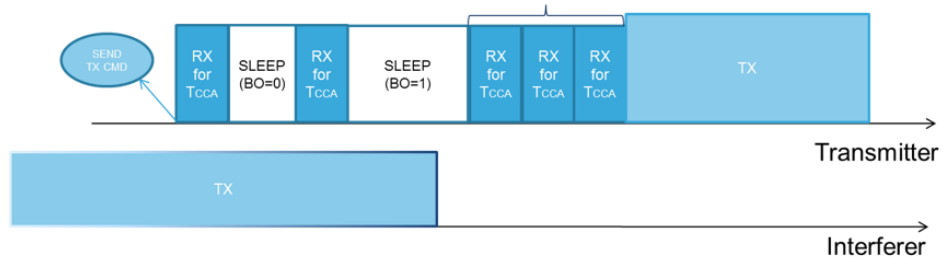 SEND
TX CMD
RX
for
TCCA
SLEEP
(BO=0)
RX
for
TCCA
SLEEP
(BO=1)
RX
for
TCCA
RX
for
TCCA
RX
for
TCCA
TX
Transmitter
TX
Interferer